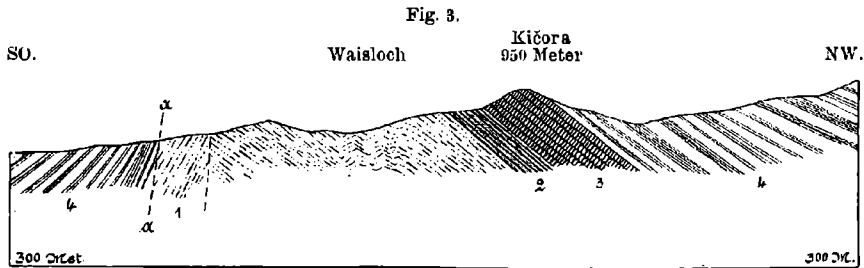 Fig. 3.
Kičora
SO. Waisloch 950 Meter NW.
α
4 1 2 3 4
α
300 Met. 300 M.